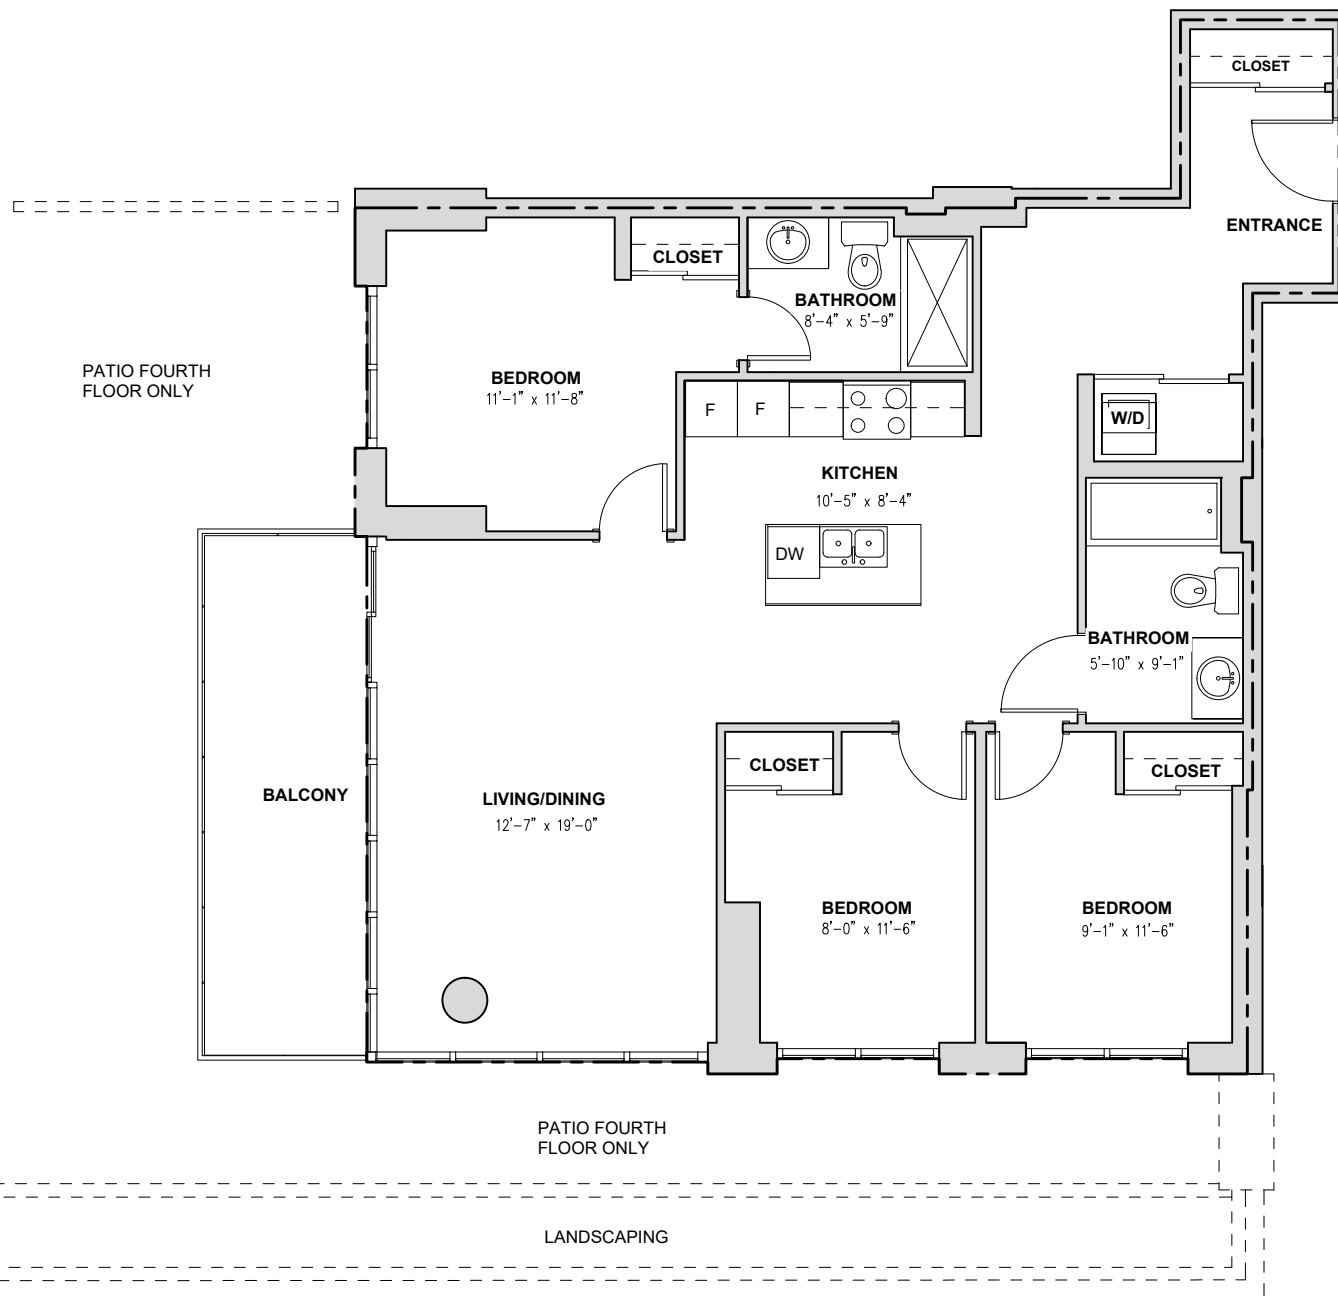 CLOSET
ENTRANCE
CLOSET
BATHROOM
8'-4" x 5'-9"
PATIO FOURTH
FLOOR ONLY
BEDROOM
11'-1" x 11'-8"
F
F
W/D
KITCHEN
10'-5" x 8'-4"
DW
BATHROOM
5'-10" x 9'-1"
CLOSET
CLOSET
BALCONY
LIVING/DINING
12'-7" x 19'-0"
BEDROOM
8'-0" x 11'-6"
BEDROOM
9'-1" x 11'-6"
PATIO FOURTH
FLOOR ONLY
LANDSCAPING